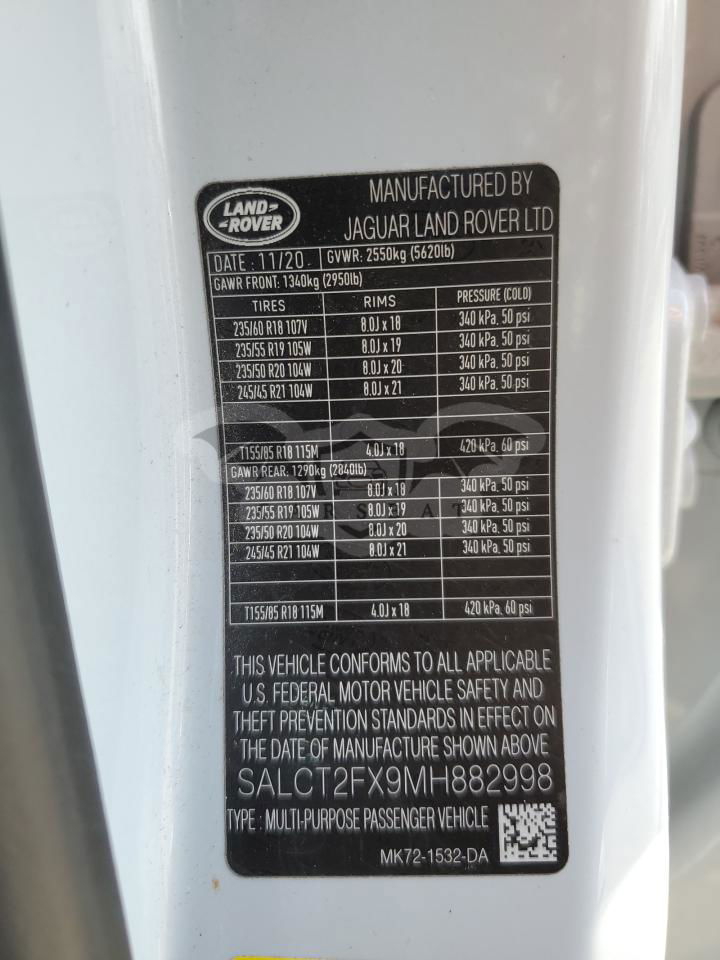 LAND-
-ROVER
MANUFACTURED BY
JAGUAR LAND ROVER LTD
DATE : 11/20 GVWR: 2550kg (5620lb)
GAWR FRONT: 1340kg (2950lb)
TIRES RIMS PRESSURE (COLD)
235/60 R18 107V 8.0J x 18 340 kPa, 50 psi
235/55 R19 105W 8.0J x 19 340 kPa, 50 psi
235/50 R20 104W 8.0J x 20 340 kPa, 50 psi
245/45 R21 104W 8.0J x 21 340 kPa, 50 psi
T155/85 R18 115M 4.0J x 18 420 kPa, 60 psi
GAWR REAR: 1290kg (2840lb)
235/60 R18 107V 8.0J x 18 340 kPa, 50 psi
235/55 R19 105W 8.0J x 19 340 kPa, 50 psi
235/50 R20 104W 8.0J x 20 340 kPa, 50 psi
245/45 R21 104W 8.0J x 21 340 kPa, 50 psi
T155/85 R18 115M 4.0J x 18 420 kPa, 60 psi
THIS VEHICLE CONFORMS TO ALL APPLICABLE
U.S. FEDERAL MOTOR VEHICLE SAFETY AND
THEFT PREVENTION STANDARDS IN EFFECT ON
THE DATE OF MANUFACTURE SHOWN ABOVE
SALCT2FX9MH882998
TYPE : MULTI-PURPOSE PASSENGER VEHICLE
MK72-1532-DA